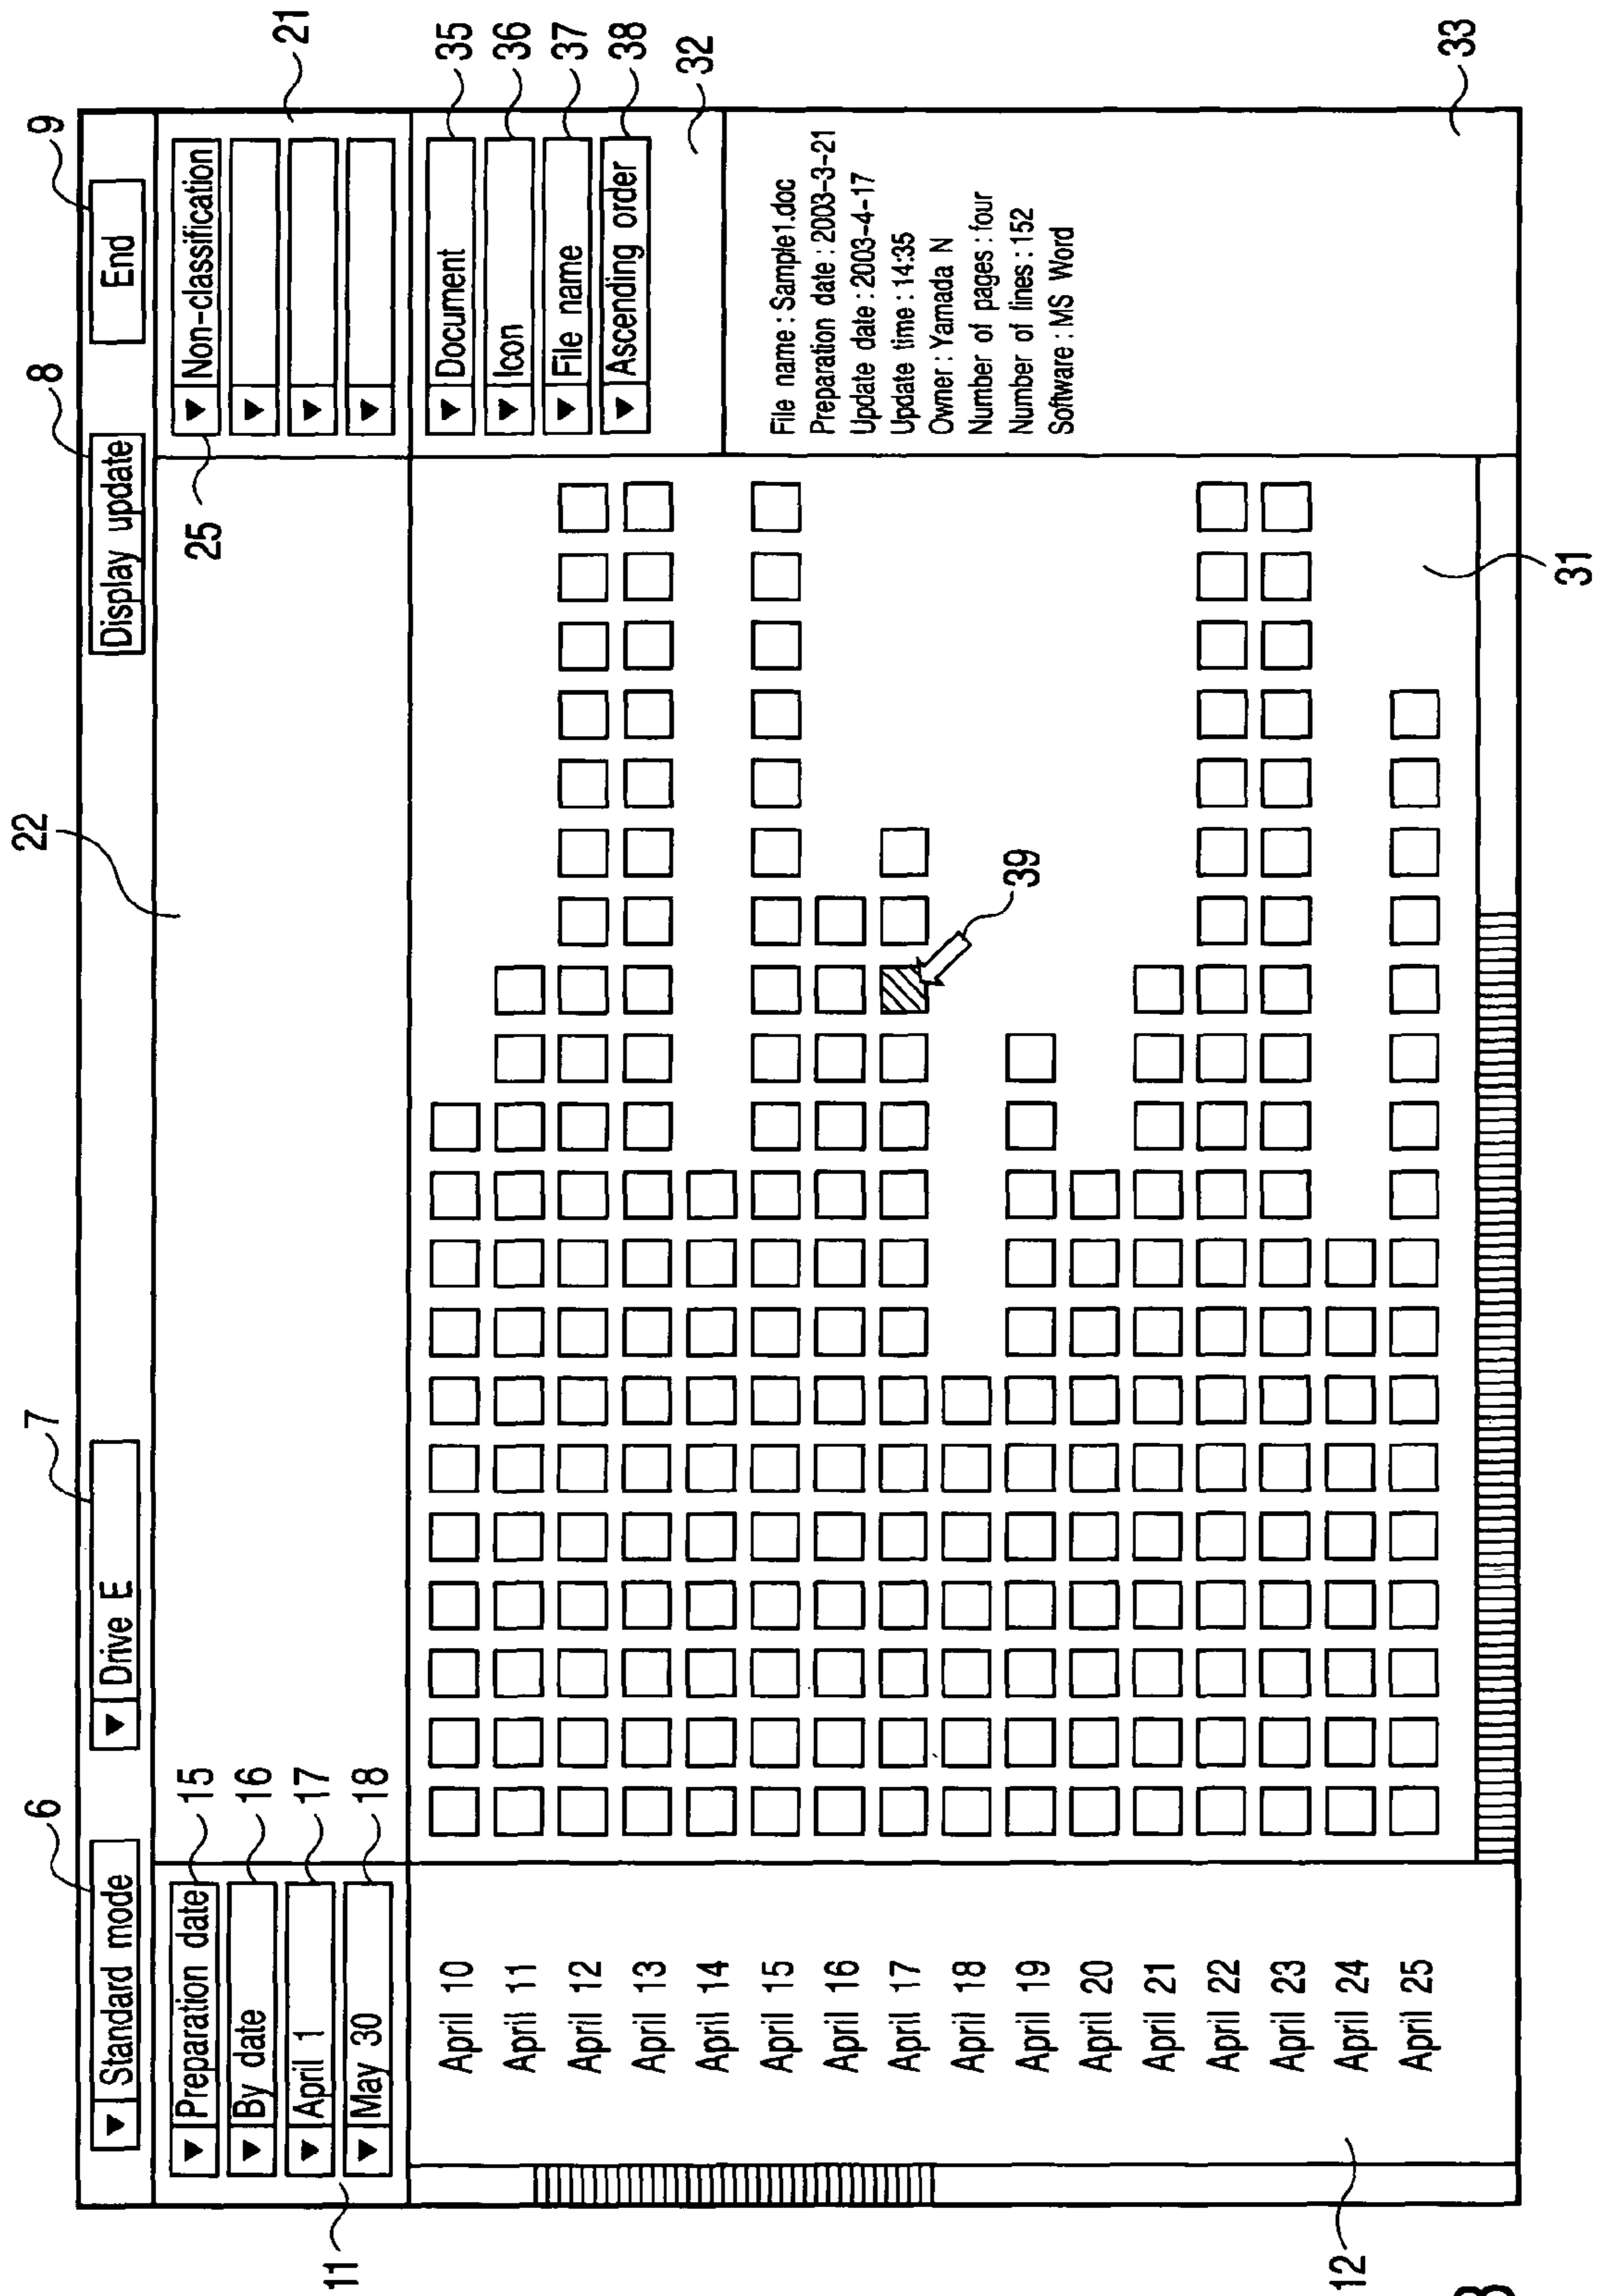 6 7 8 9
Standard mode Drive E Display update End
Preparation date 15
By date 16
April 1 17
May 30 18
11
22
25
Non-classification
21
Document 35
Icon 36
File name 37
Ascending order 38
32
File name : Sample1.doc
Preparation date : 2003-3-21
Update date : 2003-4-17
Update time : 14:35
Owner : Yamada N
Number of pages : four
Number of lines : 152
Software : MS Word
33
April 10
April 11
April 12
April 13
April 14
April 15
April 16
April 17
April 18
April 19
April 20
April 21
April 22
April 23
April 24
April 25
39
12
31